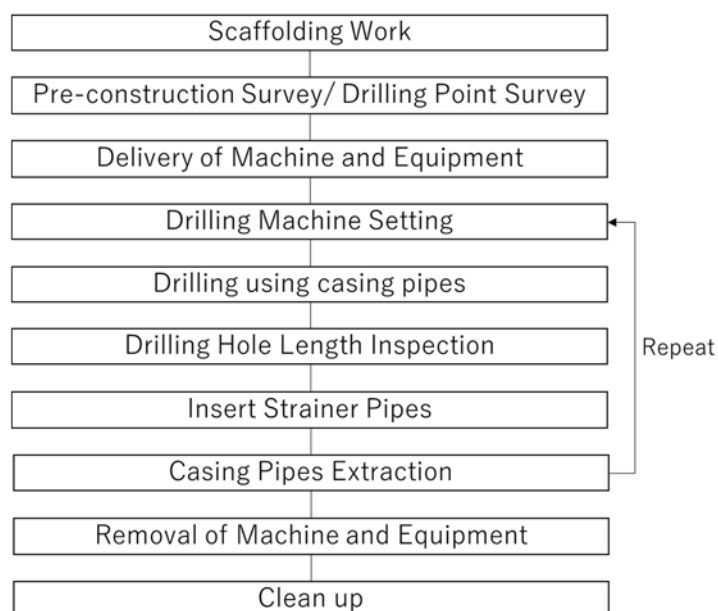 Scaffolding Work
Pre-construction Survey/ Drilling Point Survey
Delivery of Machine and Equipment
Drilling Machine Setting
Drilling using casing pipes
Drilling Hole Length Inspection
Repeat
Insert Strainer Pipes
Casing Pipes Extraction
Removal of Machine and Equipment
Clean up